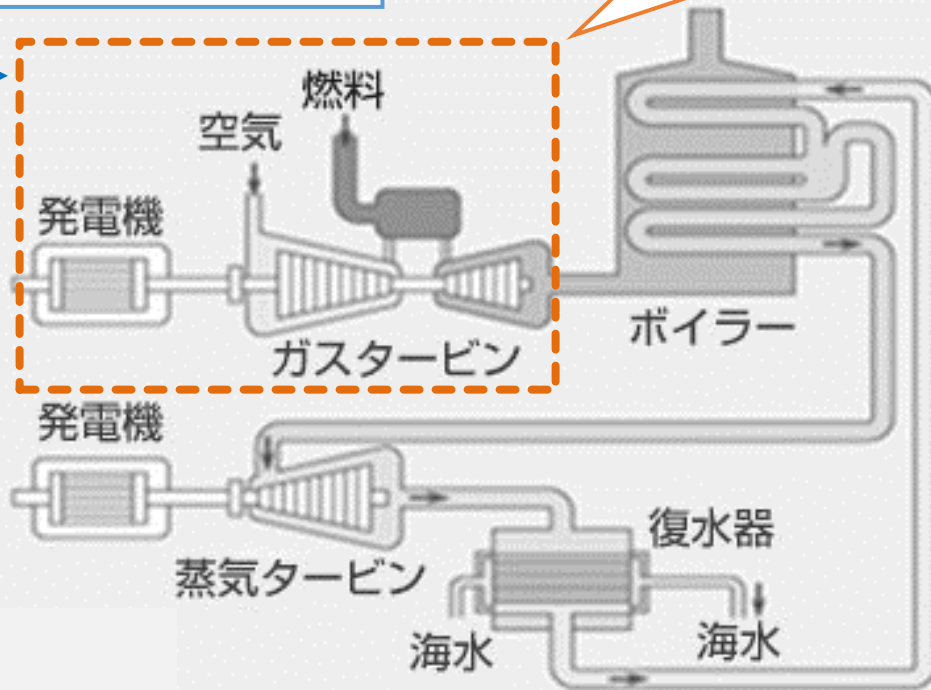 燃料
空気
発電機
ボイラー
ガスタービン
発電機
復水器
蒸気タービン
海水
海水